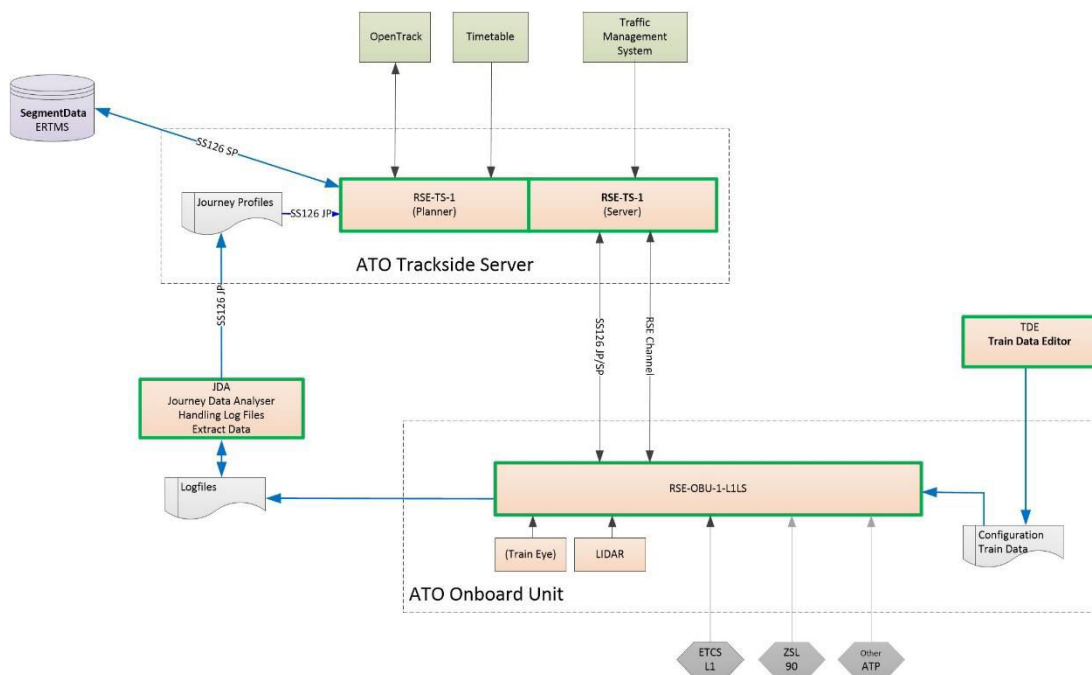 OpenTrack
Timetable
Traffic
Management
System
SegmentData
ERTMS
SS126 SP
Journey Profiles
SS126 JP
RSE-TS-1
(Planner)
RSE-TS-1
(Server)
ATO Trackside Server
SS126 JP
SS126 JP/SP
RSE Channel
TDE
Train Data Editor
JDA
Journey Data Analyser
Handling Log Files
Extract Data
Logfiles
RSE-OBU-1-L1LS
(Train Eye)
LIDAR
Configuration
Train Data
ATO Onboard Unit
ETCS
L1
ZSL
90
Other
ATP